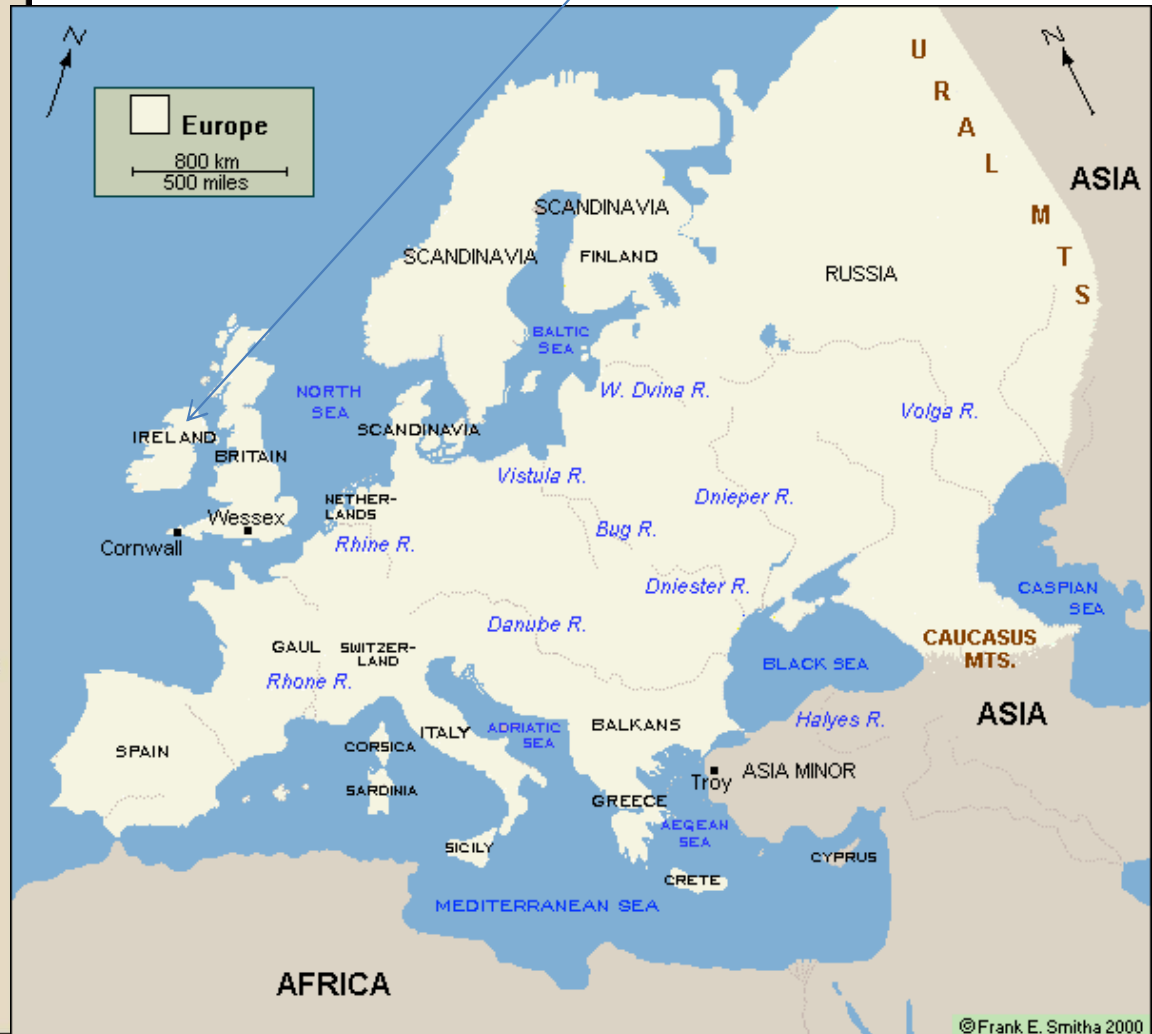 N
N
U
R
A
L
M
T
S
Europe
800 km
500 miles
ASIA
SCANDINAVIA
SCANDINAVIA
FINLAND
RUSSIA
BALTIC
SEA
NORTH
SEA
W. Dvina R.
Volga R.
IRELAND
BRITAIN
SCANDINAVIA
Vistula R.
Dnieper R.
NETHER-
LANDS
Wessex
Cornwall
Rhine R.
Bug R.
Dniester R.
CASPIAN
SEA
Danube R.
GAUL
SWITZER-
LAND
Rhone R.
CAUCASUS
MTS.
BLACK SEA
Halyes R.
ASIA
SPAIN
CORSICA
ITALY
ADRIATIC
SEA
BALKANS
SARDINIA
Troy
ASIA MINOR
GREECE
AEGEAN
SEA
SICILY
CYPRUS
CRETE
MEDITERRANEAN SEA
AFRICA
©Frank E. Smitha 2000